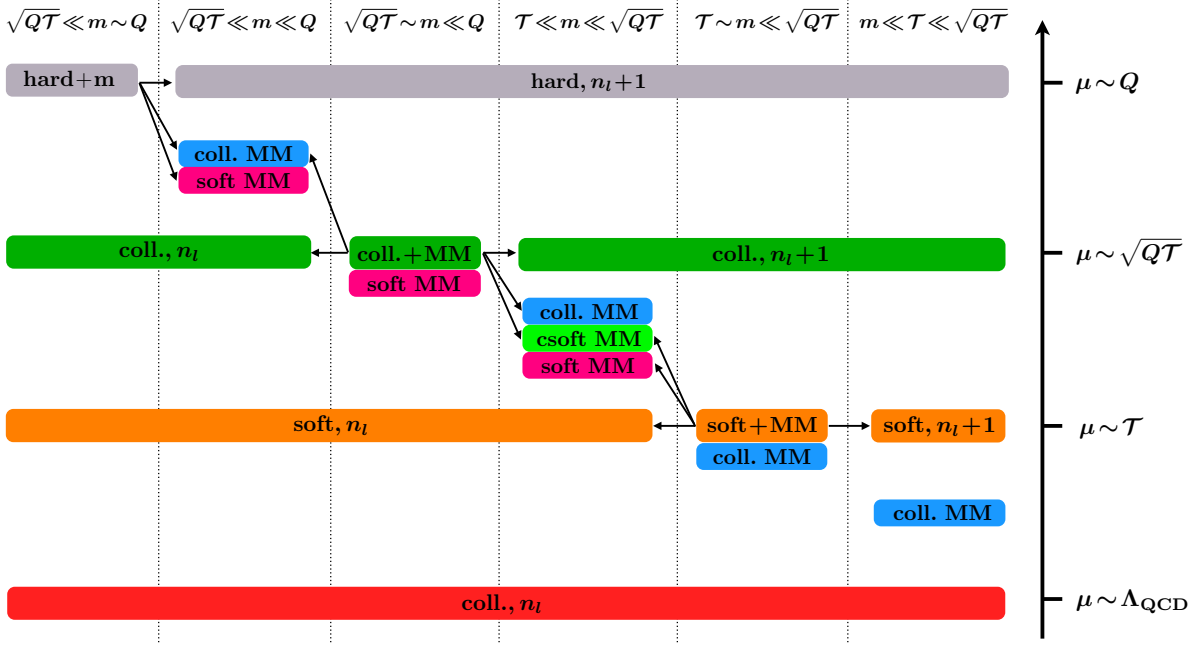 √Q𝒯 ≪ m ∼ Q √Q𝒯 ≪ m ≪ Q √Q𝒯 ∼ m ≪ Q 𝒯 ≪ m ≪ √Q𝒯 𝒯 ∼ m ≪ √Q𝒯 m ≪ 𝒯 ≪ √Q𝒯
hard+m hard, n_l+1 μ ∼ Q
coll. MM
soft MM
coll., n_l coll.+MM coll., n_l+1 μ ∼ √Q𝒯
soft MM
coll. MM
csoft MM
soft MM
soft, n_l soft+MM soft, n_l+1 μ ∼ 𝒯
coll. MM
coll. MM
coll., n_l μ ∼ Λ_QCD